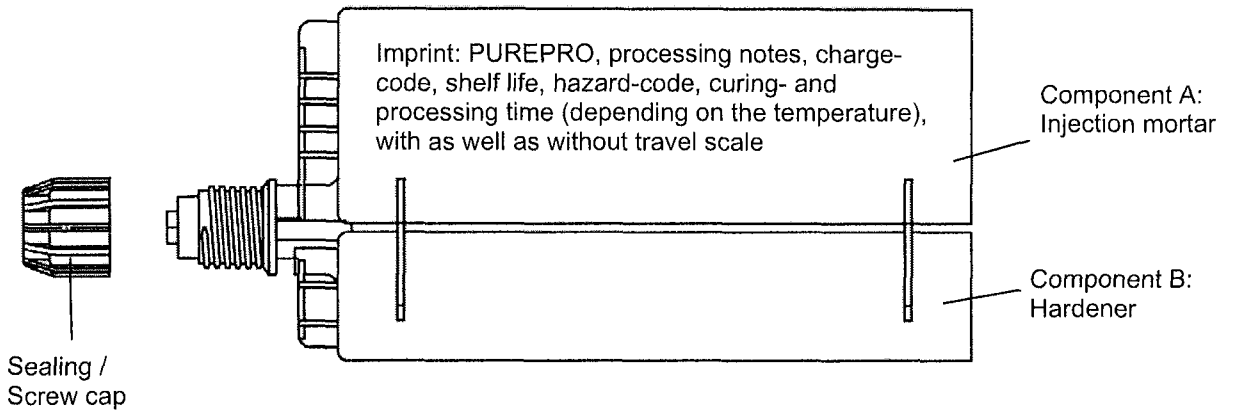 Imprint: PUREPRO, processing notes, charge-
code, shelf life, hazard-code, curing- and
processing time (depending on the temperature),
with as well as without travel scale
Component A:
Injection mortar
Component B:
Hardener
Sealing /
Screw cap